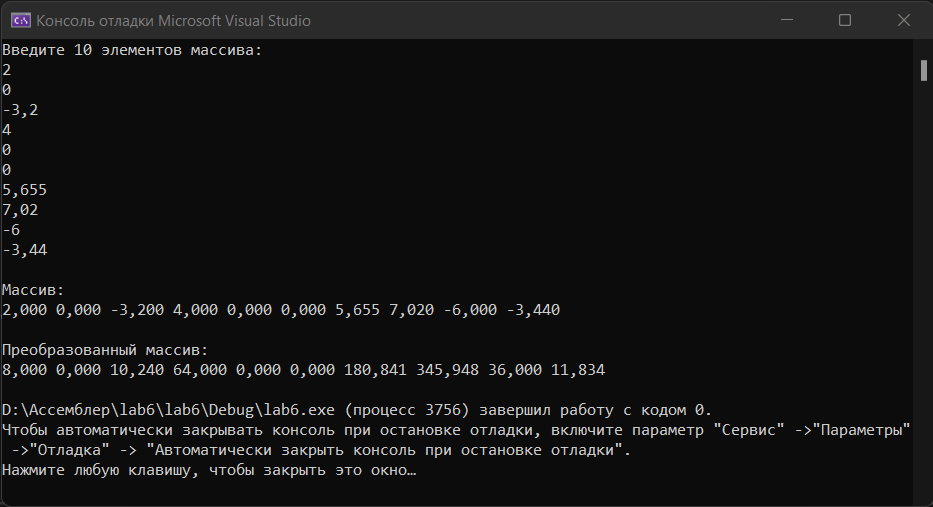 Консоль отладки Microsoft Visual Studio
Введите 10 элементов массива:
2
0
-3,2
4
0
0
5,655
7,02
-6
-3,44
Массив:
2,000 0,000 -3,200 4,000 0,000 0,000 5,655 7,020 -6,000 -3,440
Преобразованный массив:
8,000 0,000 10,240 64,000 0,000 0,000 180,841 345,948 36,000 11,834
D:\Ассемблер\lab6\lab6\Debug\lab6.exe (процесс 3756) завершил работу с кодом 0.
Чтобы автоматически закрывать консоль при остановке отладки, включите параметр "Сервис" ->"Параметры"
->"Отладка" -> "Автоматически закрыть консоль при остановке отладки".
Нажмите любую клавишу, чтобы закрыть это окно…